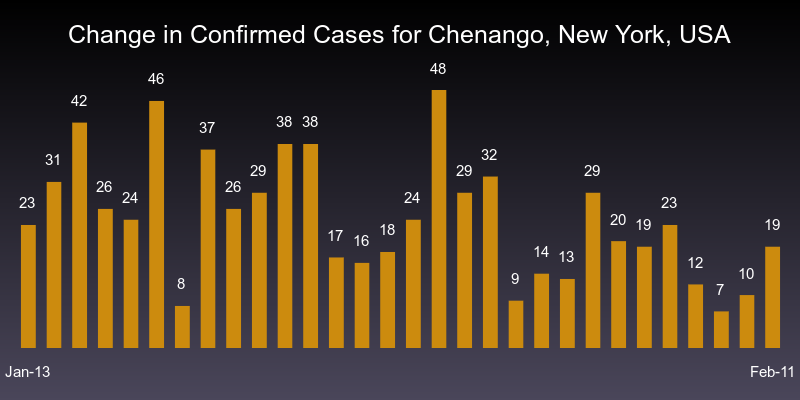 Change in Confirmed Cases for Chenango, New York, USA
23 31 42 26 24 46 8 37 26 29 38 38 17 16 18 24 48 29 32 9 14 13 29 20 19 23 12 7 10 19
Jan-13 Feb-11